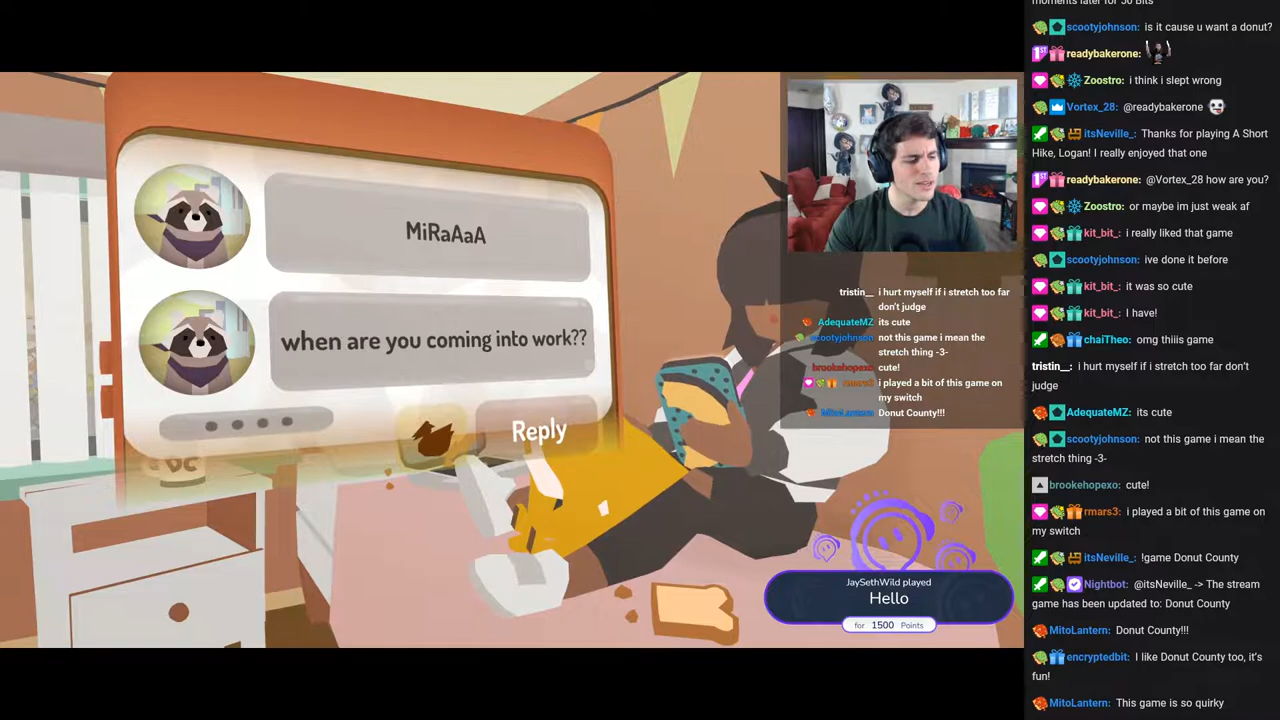 MiRaAaA
when are you coming into work??
Reply
DC
tristin__ i hurt myself if i stretch too far
don't judge
AdequateMZ its cute
scootyjohnson not this game i mean the
stretch thing -3-
brookehopexo cute!
rmars3: i played a bit of this game on
my switch
MitoLantern Donut County!!!
JaySethWild played
Hello
for 1500 Points
moments later for 50 Bits
scootyjohnson: is it cause u want a donut?
readybakerone:
Zoostro: i think i slept wrong
Vortex_28: @readybakerone
itsNeville_: Thanks for playing A Short
Hike, Logan! I really enjoyed that one
readybakerone: @Vortex_28 how are you?
Zoostro: or maybe im just weak af
kit_bit_: i really liked that game
scootyjohnson: ive done it before
kit_bit_: it was so cute
kit_bit_: I have!
chaiTheo: omg thiiis game
tristin__: i hurt myself if i stretch too far don't
judge
AdequateMZ: its cute
scootyjohnson: not this game i mean the
stretch thing -3-
brookehopexo: cute!
rmars3: i played a bit of this game on
my switch
itsNeville_: !game Donut County
Nightbot: @itsNeville_ -> The stream
game has been updated to: Donut County
MitoLantern: Donut County!!!
encryptedbit: I like Donut County too, it's
fun!
MitoLantern: This game is so quirky